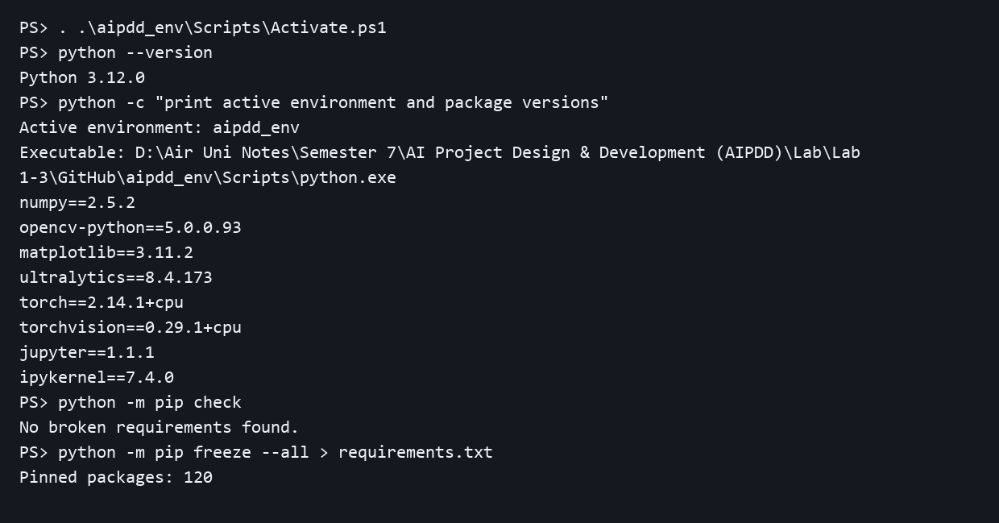 PS> . .\aipdd_env\Scripts\Activate.ps1
PS> python --version
Python 3.12.0
PS> python -c "print active environment and package versions"
Active environment: aipdd_env
Executable: D:\Air Uni Notes\Semester 7\AI Project Design & Development (AIPDD)\Lab\Lab
1-3\GitHub\aipdd_env\Scripts\python.exe
numpy==2.5.2
opencv-python==5.0.0.93
matplotlib==3.11.2
ultralytics==8.4.173
torch==2.14.1+cpu
torchvision==0.29.1+cpu
jupyter==1.1.1
ipykernel==7.4.0
PS> python -m pip check
No broken requirements found.
PS> python -m pip freeze --all > requirements.txt
Pinned packages: 120